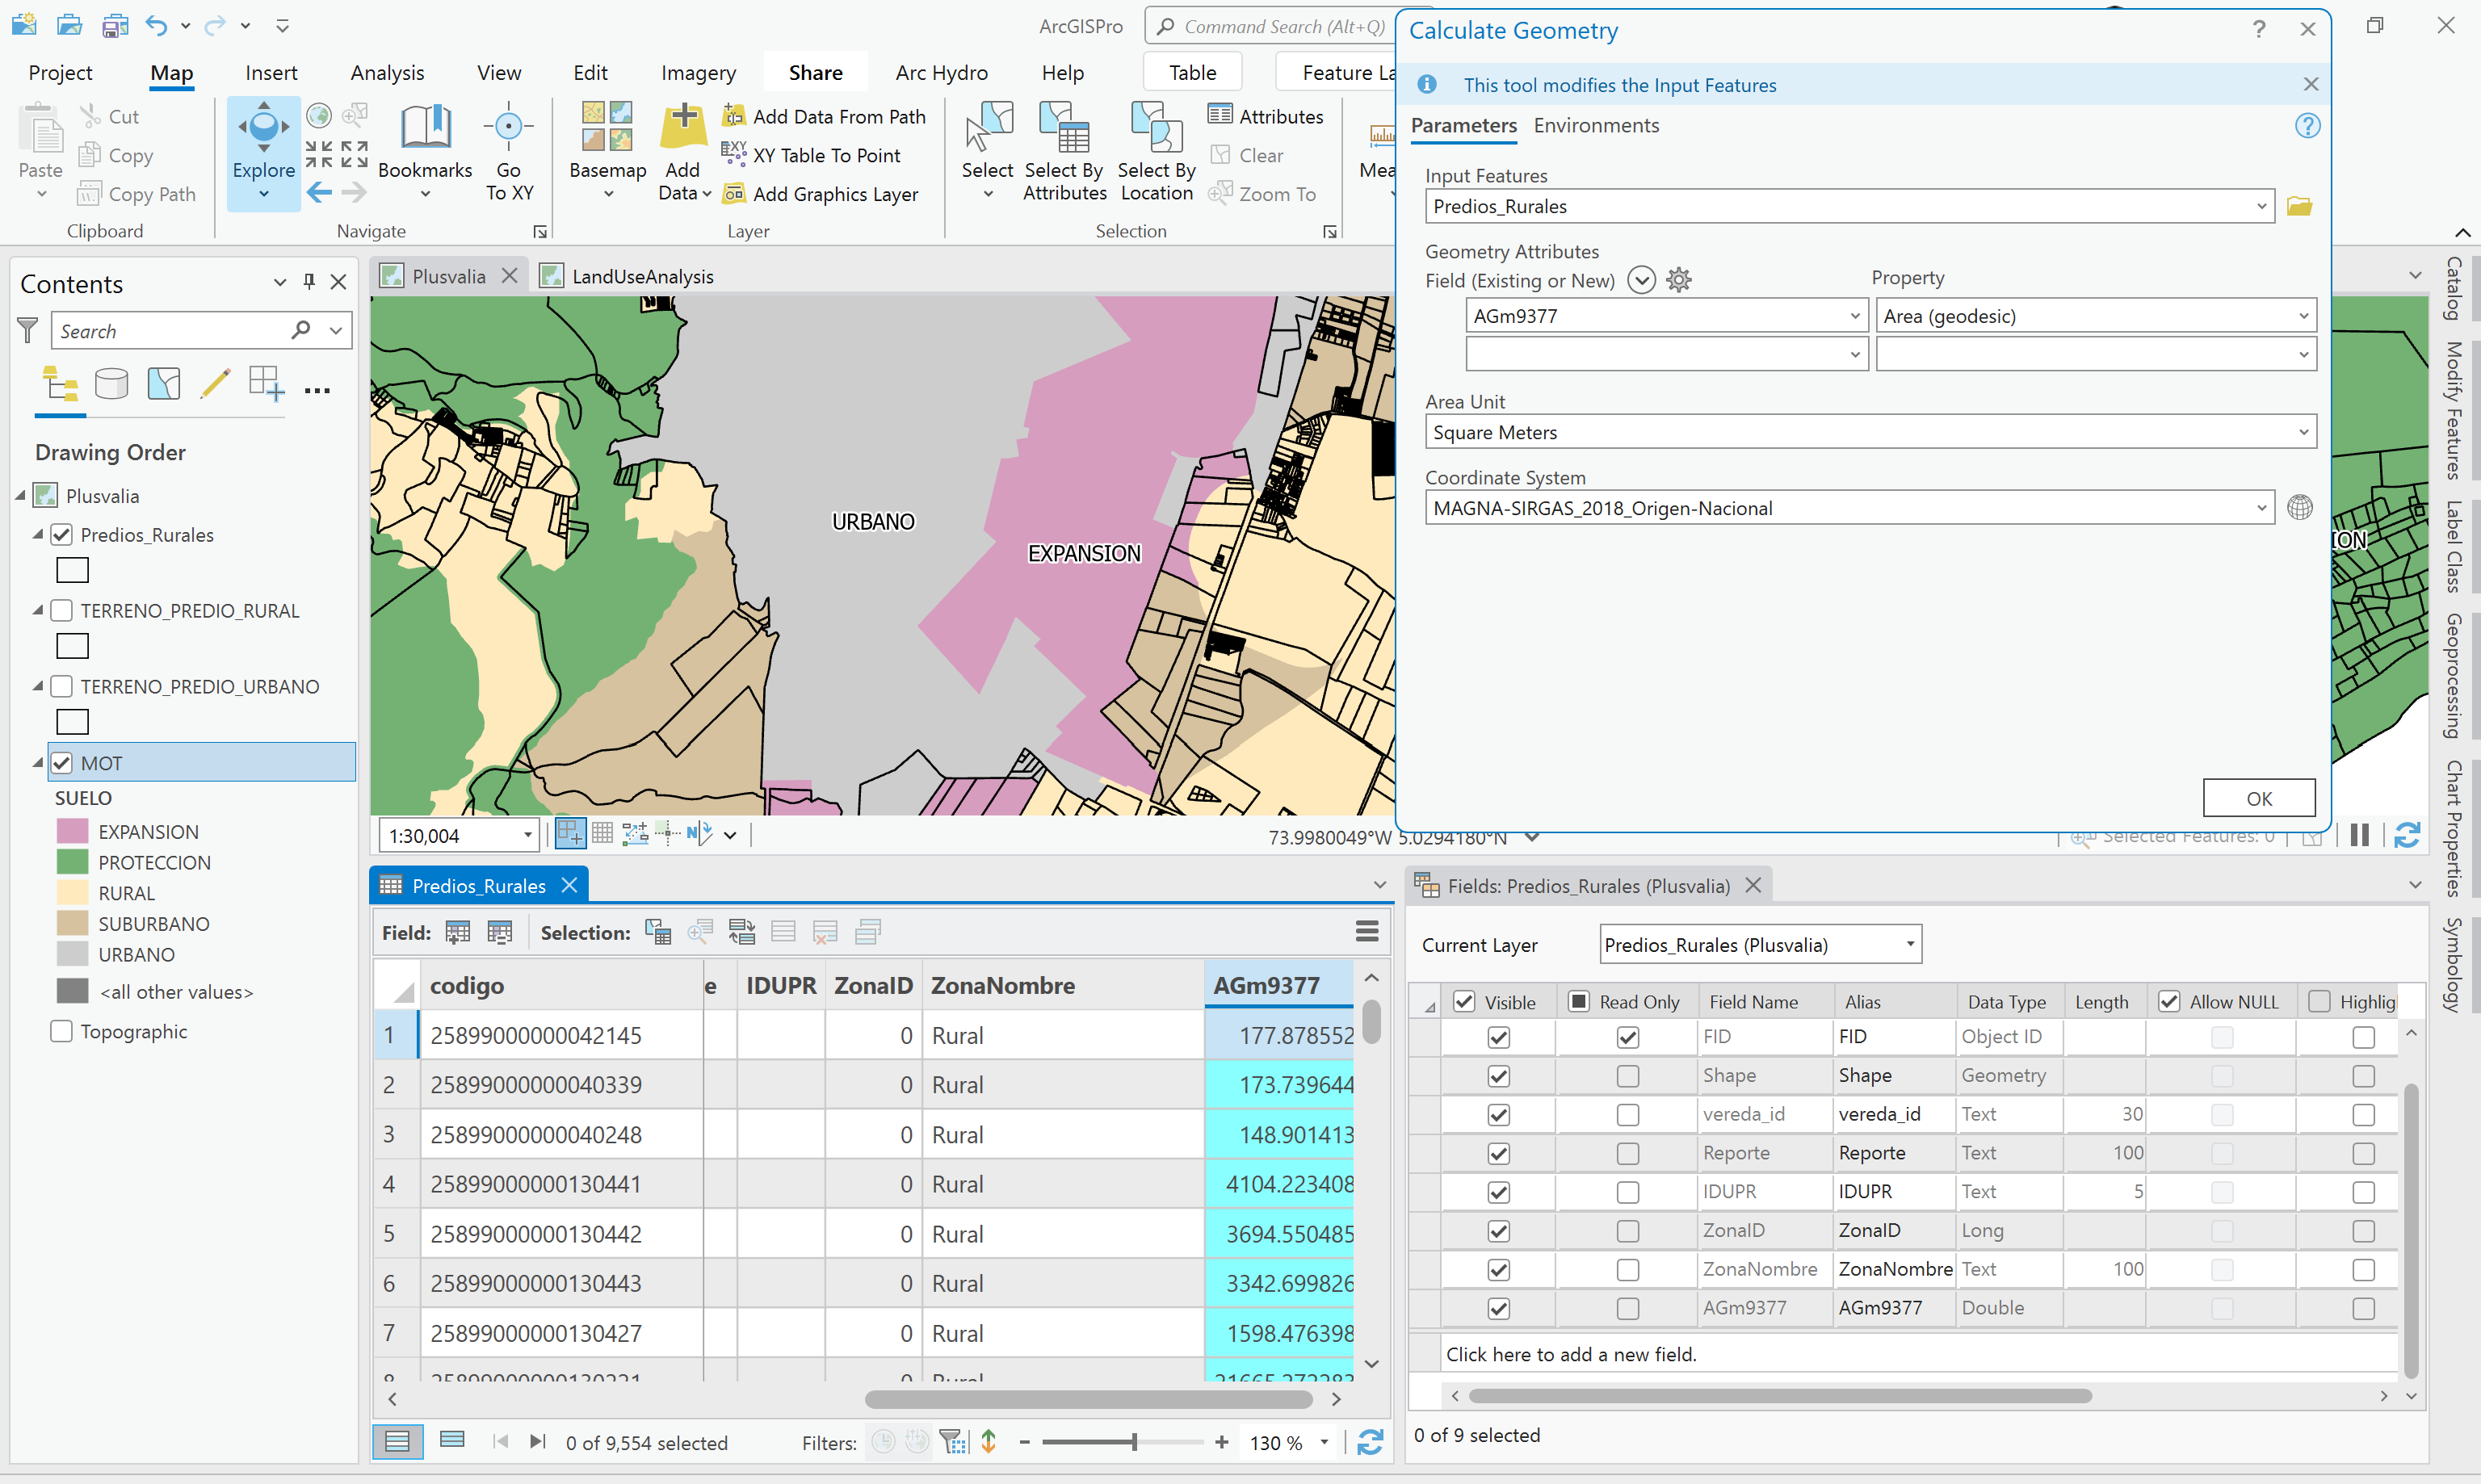 ArcGISPro
Command Search (Alt+Q)
Project
Map
Insert
Analysis
View
Edit
Imagery
Share
Arc Hydro
Help
Table
Feature La
Paste
Cut
Copy
Copy Path
Clipboard
Explore
Bookmarks
Go
To XY
Navigate
Basemap
Add
Data
Add Data From Path
XY Table To Point
Add Graphics Layer
Layer
Select
Select By
Attributes
Select By
Location
Attributes
Clear
Zoom To
Selection
Mea
Calculate Geometry
?
This tool modifies the Input Features
Parameters
Environments
Input Features
Predios_Rurales
Geometry Attributes
Field (Existing or New)
Property
AGm9377
Area (geodesic)
Area Unit
Square Meters
Coordinate System
MAGNA-SIRGAS_2018_Origen-Nacional
OK
Contents
Search
Drawing Order
Plusvalia
Predios_Rurales
TERRENO_PREDIO_RURAL
TERRENO_PREDIO_URBANO
MOT
SUELO
EXPANSION
PROTECCION
RURAL
SUBURBANO
URBANO
<all other values>
Topographic
Plusvalia
LandUseAnalysis
URBANO
EXPANSION
ION
1:30,004
73.9980049°W 5.0294180°N
Selected Features: 0
Catalog
Modify Features
Label Class
Geoprocessing
Chart Properties
Symbology
Predios_Rurales
Field:
Selection:
codigo e IDUPR ZonaID ZonaNombre AGm9377
1 25899000000042145 0 Rural 177.878552
2 25899000000040339 0 Rural 173.739644
3 25899000000040248 0 Rural 148.901413
4 25899000000130441 0 Rural 4104.223408
5 25899000000130442 0 Rural 3694.550485
6 25899000000130443 0 Rural 3342.699826
7 25899000000130427 0 Rural 1598.476398
0 of 9,554 selected
Filters:
130 %
Fields: Predios_Rurales (Plusvalia)
Current Layer
Predios_Rurales (Plusvalia)
Visible Read Only Field Name Alias Data Type Length Allow NULL Highlig
FID FID Object ID
Shape Shape Geometry
vereda_id vereda_id Text 30
Reporte Reporte Text 100
IDUPR IDUPR Text 5
ZonaID ZonaID Long
ZonaNombre ZonaNombre Text 100
AGm9377 AGm9377 Double
Click here to add a new field.
0 of 9 selected